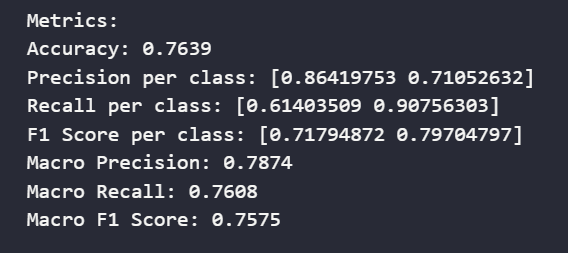 Metrics:
Accuracy: 0.7639
Precision per class: [0.86419753 0.71052632]
Recall per class: [0.61403509 0.90756303]
F1 Score per class: [0.71794872 0.79704797]
Macro Precision: 0.7874
Macro Recall: 0.7608
Macro F1 Score: 0.7575